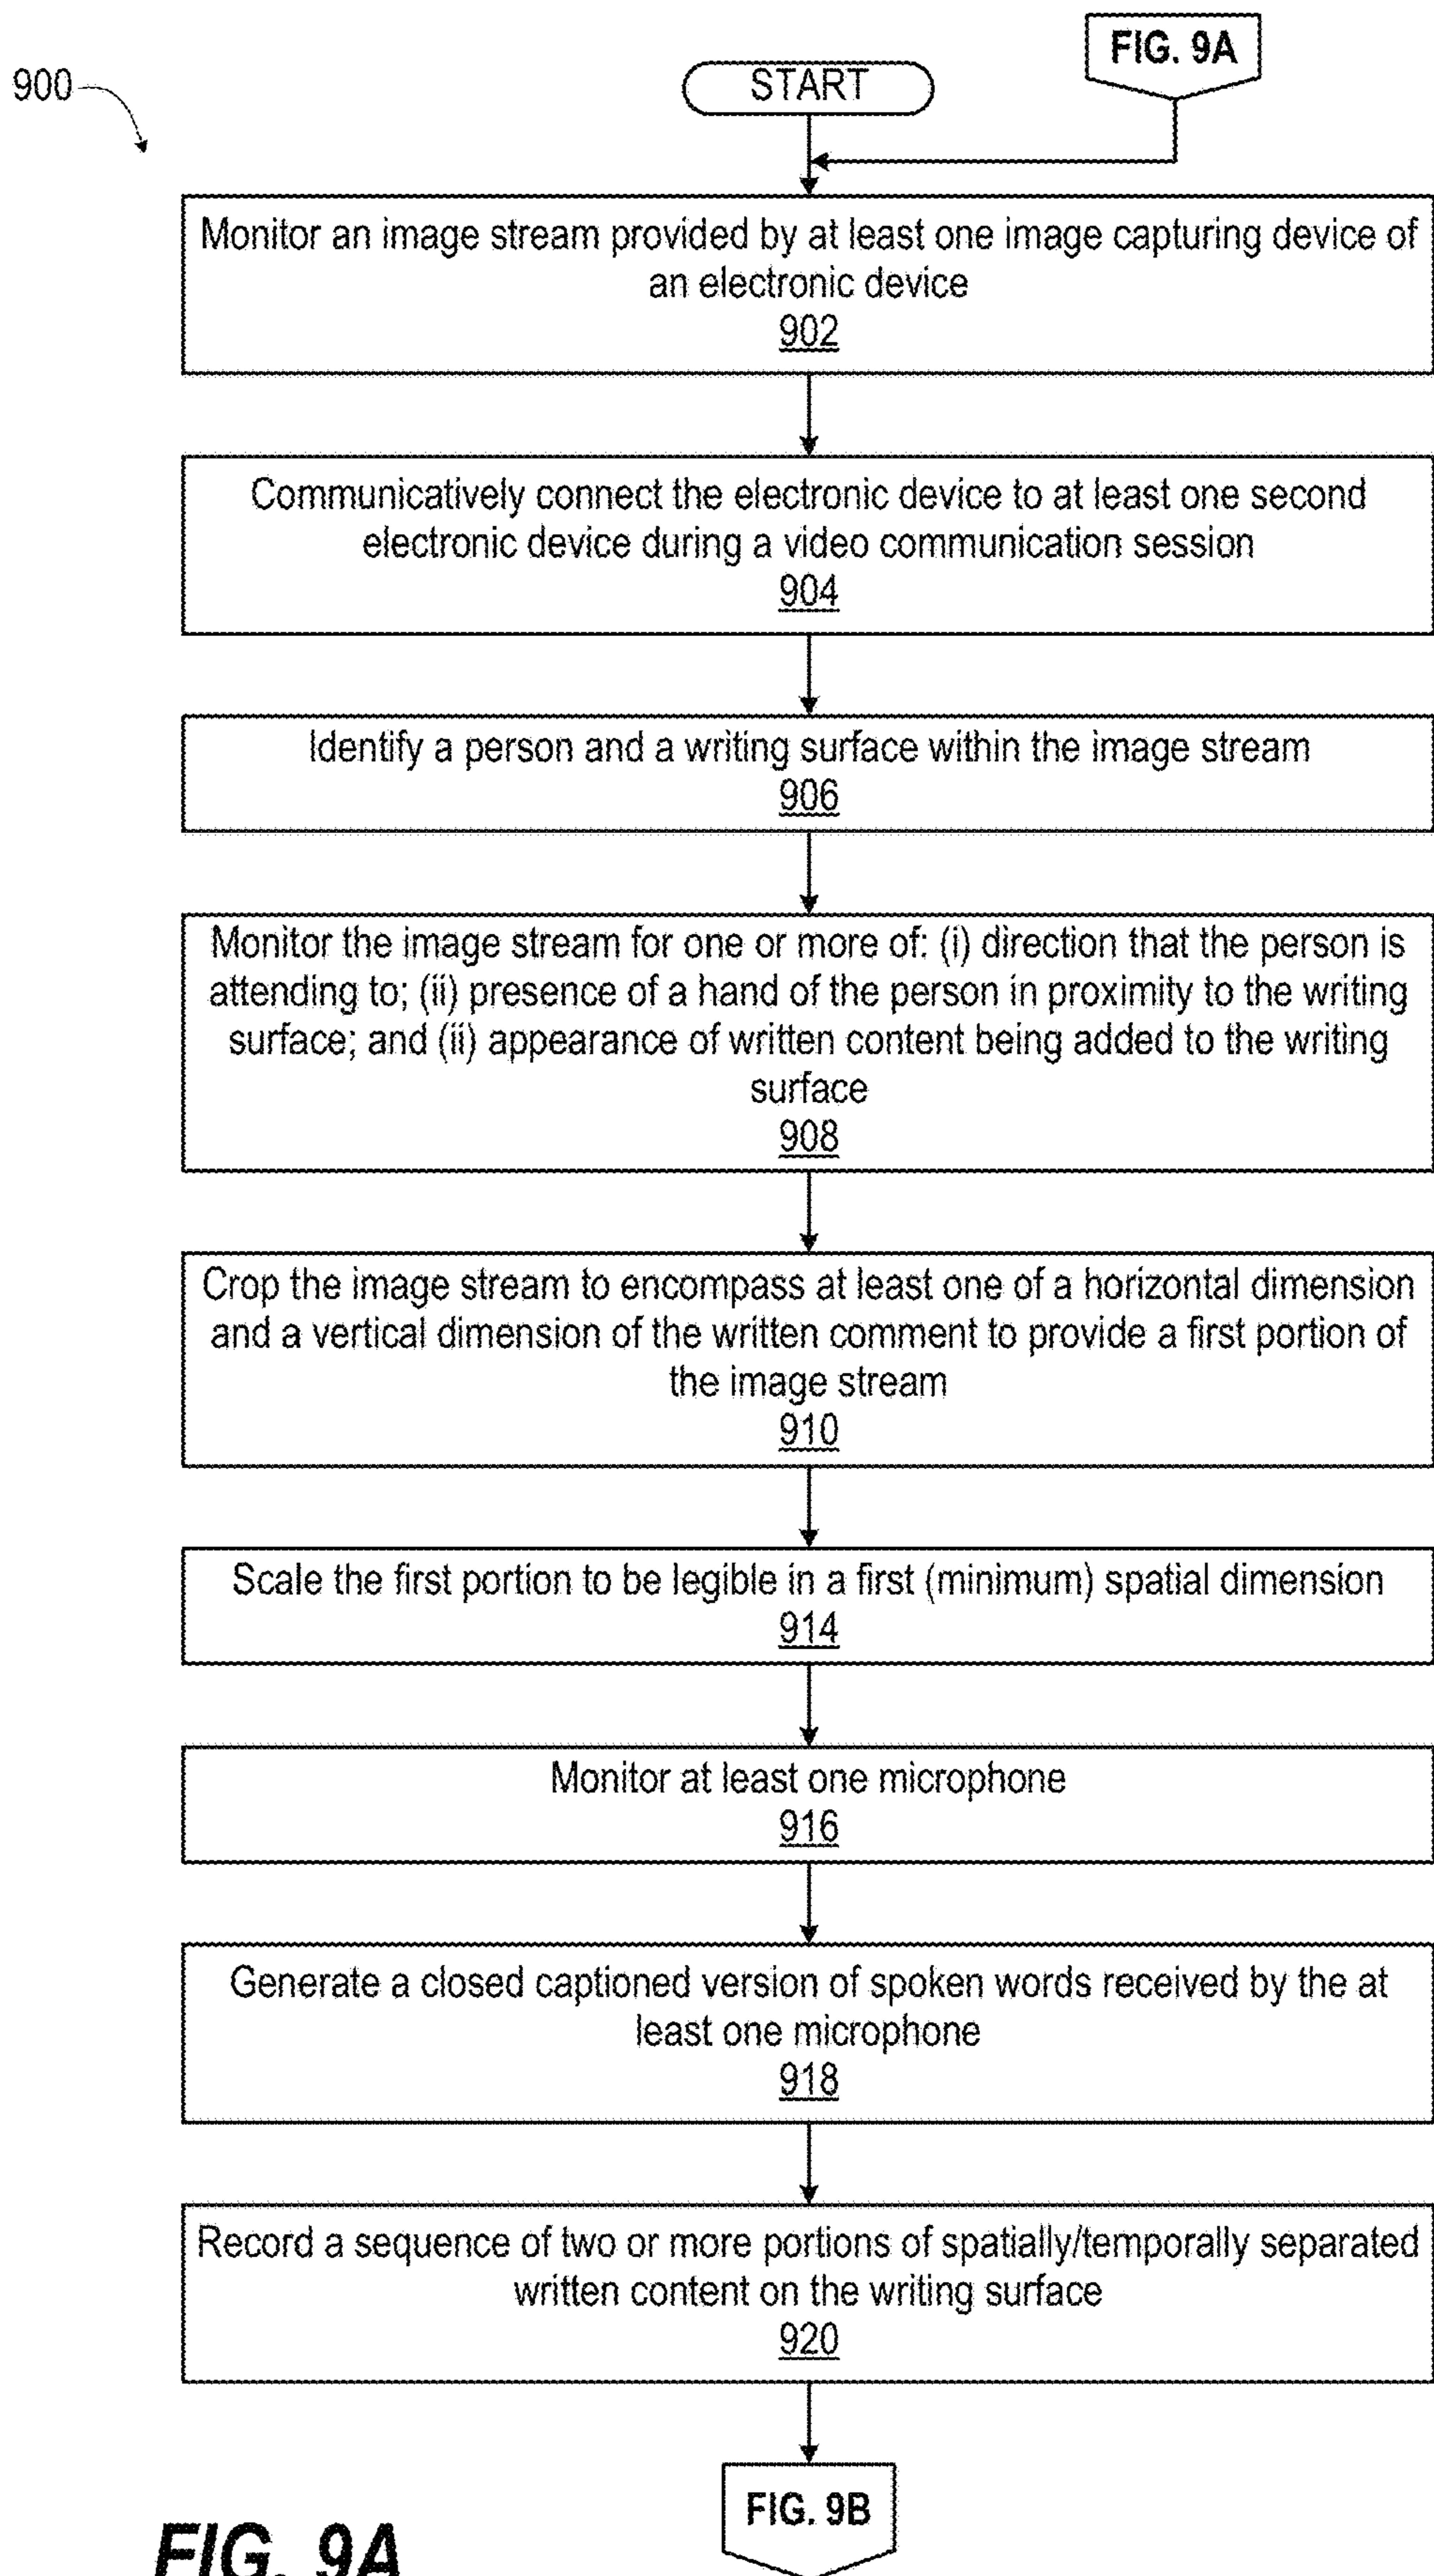 900
START
FIG. 9A
Monitor an image stream provided by at least one image capturing device of
an electronic device
902
Communicatively connect the electronic device to at least one second
electronic device during a video communication session
904
Identify a person and a writing surface within the image stream
906
Monitor the image stream for one or more of: (i) direction that the person is
attending to; (ii) presence of a hand of the person in proximity to the writing
surface; and (ii) appearance of written content being added to the writing
surface
908
Crop the image stream to encompass at least one of a horizontal dimension
and a vertical dimension of the written comment to provide a first portion of
the image stream
910
Scale the first portion to be legible in a first (minimum) spatial dimension
914
Monitor at least one microphone
916
Generate a closed captioned version of spoken words received by the at
least one microphone
918
Record a sequence of two or more portions of spatially/temporally separated
written content on the writing surface
920
FIG. 9B
FIG. 9A